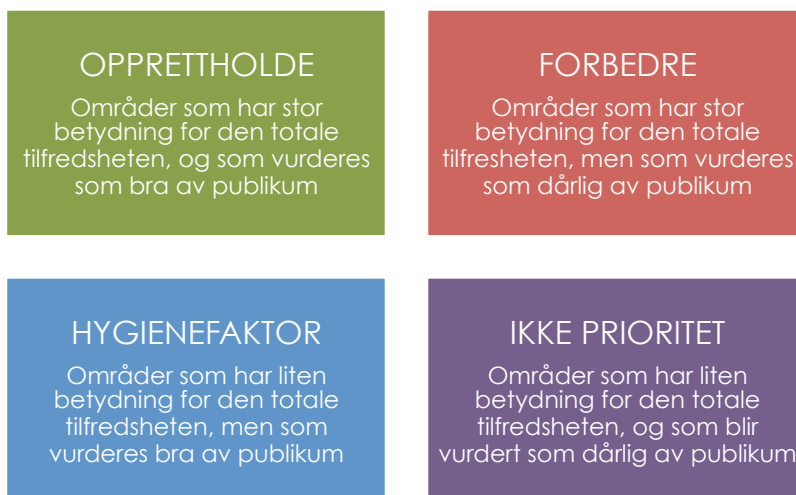 OPPRETTHOLDE
Områder som har stor
betydning for den totale
tilfredsheten, og som vurderes
som bra av publikum
FORBEDRE
Områder som har stor
betydning for den totale
tilfresheten, men som vurderes
som dårlig av publikum
HYGIENEFAKTOR
Områder som har liten
betydning for den totale
tilfredsheten, men som
vurderes bra av publikum
IKKE PRIORITET
Områder som har liten
betydning for den totale
tilfredsheten, og som blir
vurdert som dårlig av publikum